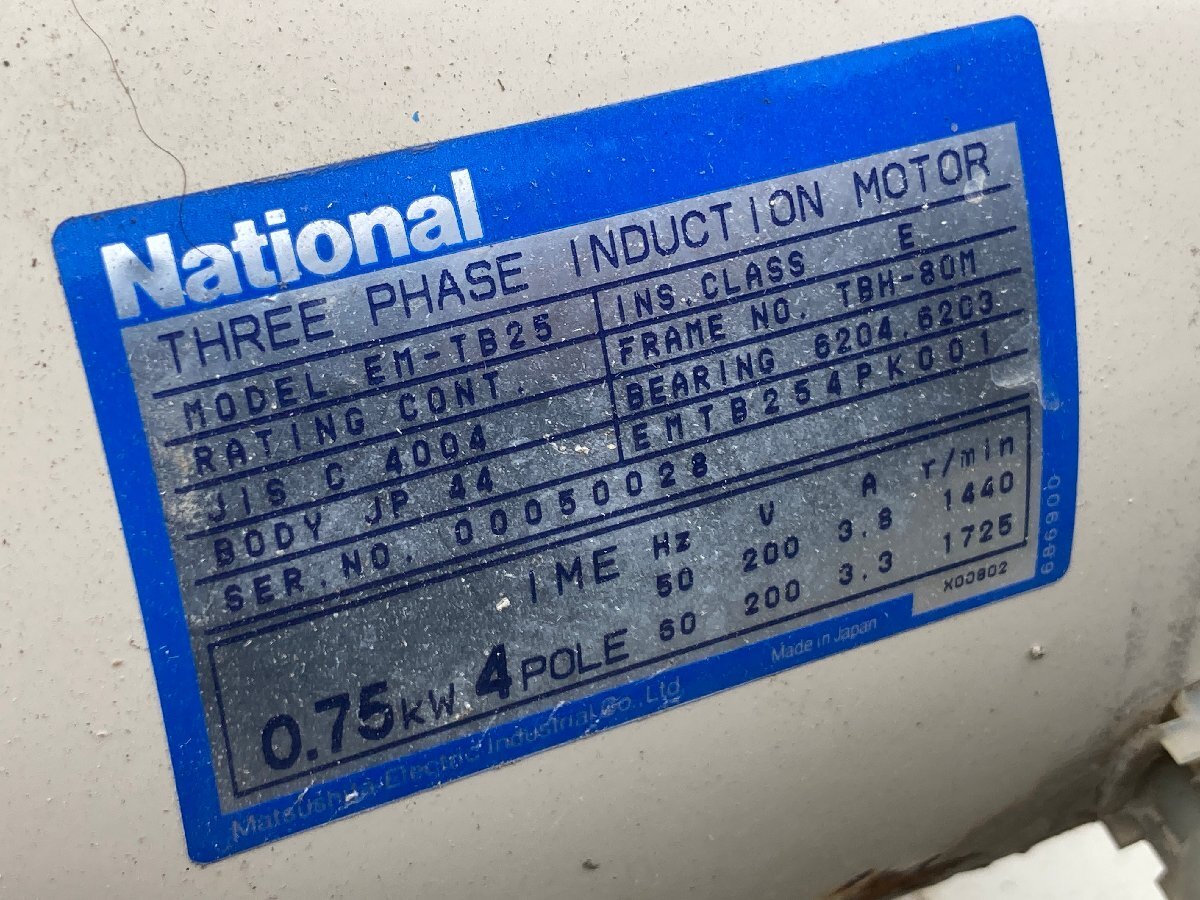 National
THREE PHASE INDUCTION MOTOR
MODEL EM-TB25
INS.CLASS E
RATING CONT.
FRAME NO. TBH-80M
JIS C 4004
BEARING 6204.6203
BODY JP 44
EMTB254PK001
SER.NO. 00050028
1ME Hz V A r/min
50 200 3.8 1440
0.75kW 4POLE 60 200 3.3 1725
X00802
Matsushita Electric Industrial Co., Ltd. Made in Japan
686900